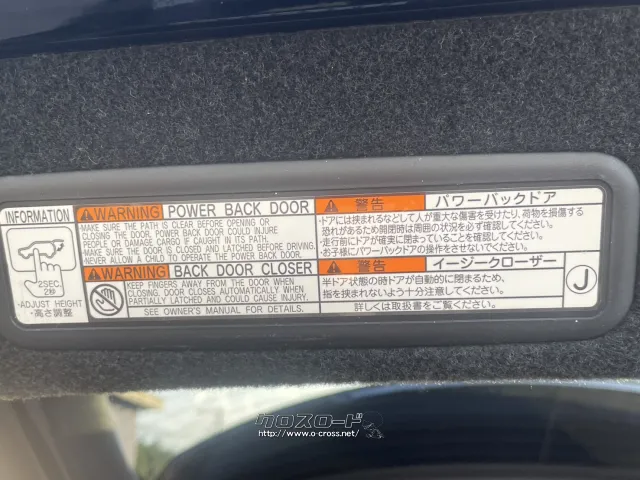 INFORMATION
2SEC.
2秒
·ADJUST HEIGHT
·高さ調整
WARNING POWER BACK DOOR
·MAKE SURE THE PATH IS CLEAR BEFORE OPENING OR
CLOSING THE DOOR. POWER BACK DOOR COULD INJURE
PEOPLE OR DAMAGE CARGO IF CAUGHT IN ITS PATH.
·MAKE SURE THE DOOR IS CLOSED AND LATCHED BEFORE DRIVING.
·NEVER ALLOW A CHILD TO OPERATE THE POWER BACK DOOR.
WARNING BACK DOOR CLOSER
KEEP FINGERS AWAY FROM THE DOOR WHEN
CLOSING. DOOR CLOSES AUTOMATICALLY WHEN
PARTIALLY LATCHED AND COULD CAUSE INJURY.
SEE OWNER'S MANUAL FOR DETAILS.
警告 パワーバックドア
·ドアには挟まれるなどして人が重大な傷害を受けたり、荷物を損傷する
恐れがあるため開閉時は周囲の状況を必ず確認してください。
·走行前にドアが確実に閉まっていることを確認してください。
·お子様にパワーバックドアの操作をさせないでください。
警告 イージークローザー
半ドア状態の時ドアが自動的に閉まるため、
指を挟まれないよう十分注意してください。
詳しくは取扱書をご覧ください。
J
クロスロード
http://www.o-cross.net/